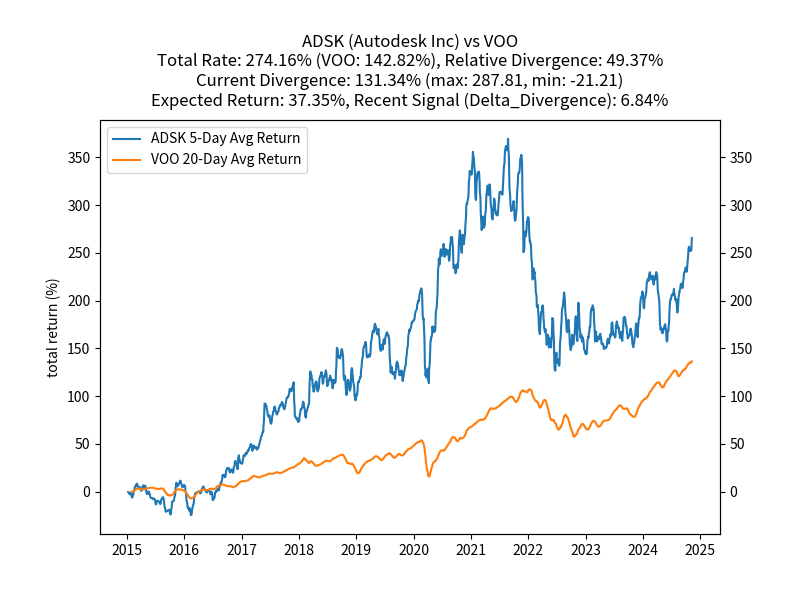 ADSK (Autodesk Inc) vs VOO
Total Rate: 274.16% (VOO: 142.82%), Relative Divergence: 49.37%
Current Divergence: 131.34% (max: 287.81, min: -21.21)
Expected Return: 37.35%, Recent Signal (Delta_Divergence): 6.84%
ADSK 5-Day Avg Return
VOO 20-Day Avg Return
350 350
300 300
250 250
200 200
150 150
100 100
50 50
0 0
total return (%)
2015 2016 2017 2018 2019 2020 2021 2022 2023 2024 2025